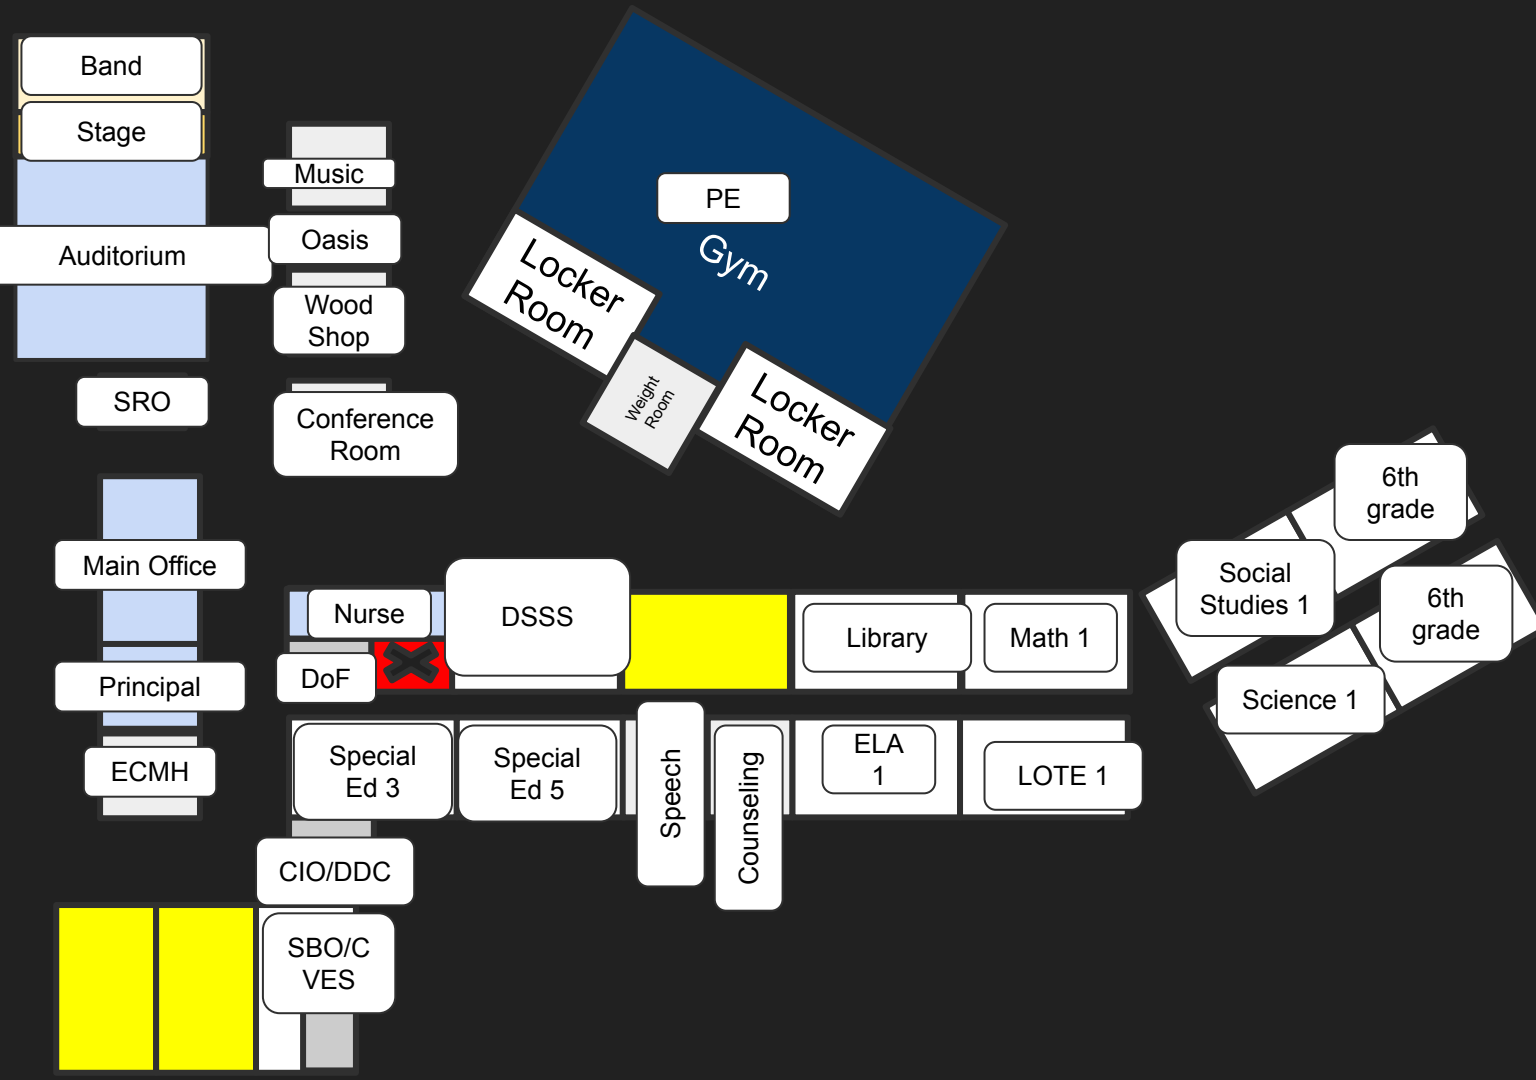 Band
Stage
Auditorium
SRO
Music
Oasis
Wood
Shop
Conference
Room
PE
Gym
Locker
Room
Weight
Room
Locker
Room
Main Office
Principal
ECMH
Nurse
DoF
DSSS
Library
Math 1
Special
Ed 3
Special
Ed 5
Speech
Counseling
ELA
1
LOTE 1
Social
Studies 1
6th
grade
Science 1
6th
grade
CIO/DDC
SBO/C
VES